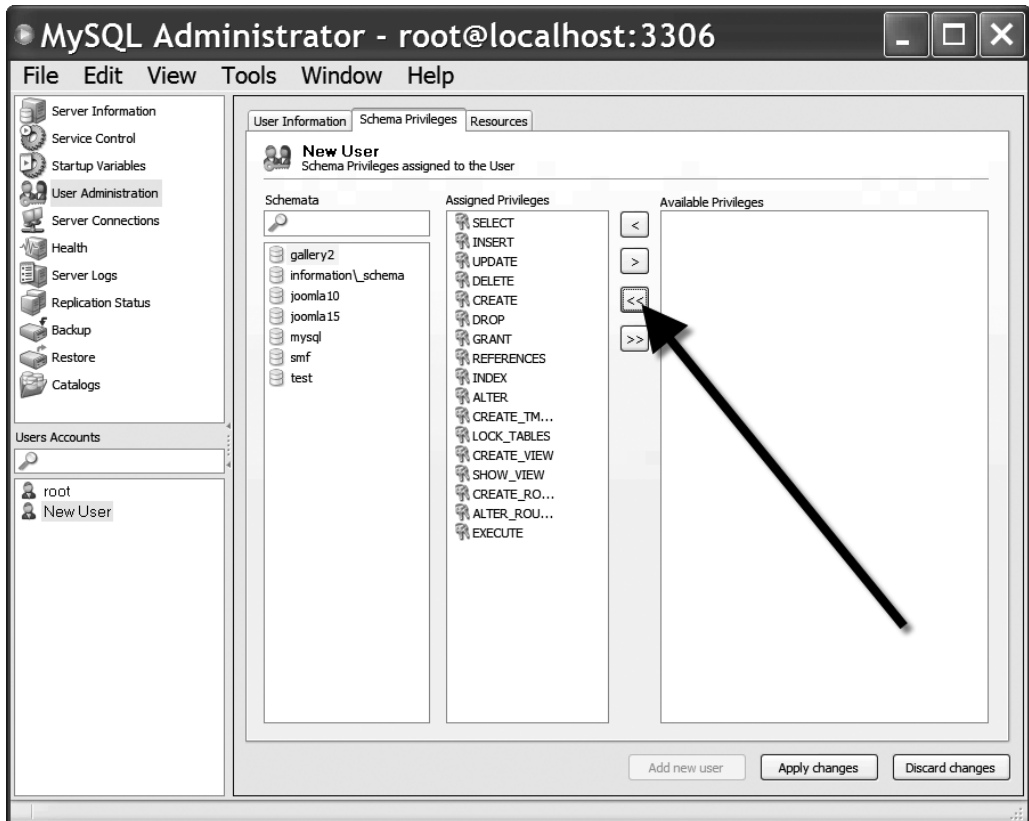 MySQL Administrator - root@localhost:3306
File Edit View Tools Window Help
Server Information
Service Control
Startup Variables
User Administration
Server Connections
Health
Server Logs
Replication Status
Backup
Restore
Catalogs
Users Accounts
root
New User
User Information Schema Privileges Resources
New User
Schema Privileges assigned to the User
Schemata
gallery2
information\_schema
joomla10
joomla15
mysql
smf
test
Assigned Privileges
SELECT
INSERT
UPDATE
DELETE
CREATE
DROP
GRANT
REFERENCES
INDEX
ALTER
CREATE_TM...
LOCK_TABLES
CREATE_VIEW
SHOW_VIEW
CREATE_RO...
ALTER_ROU...
EXECUTE
<
>
<<
>>
Available Privileges
Add new user Apply changes Discard changes